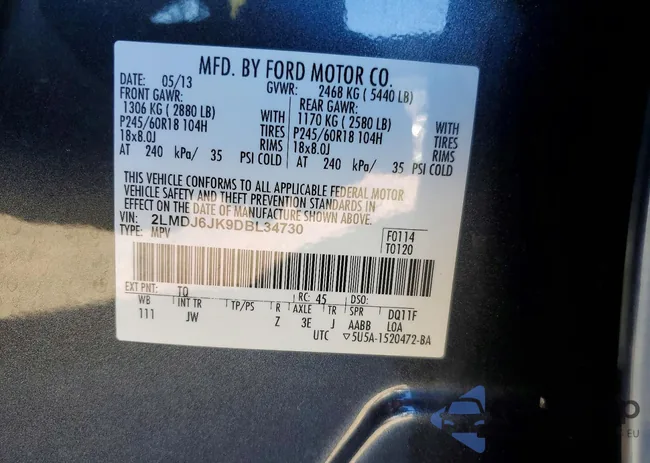 MFD. BY FORD MOTOR CO.
DATE: 05/13 GVWR: 2468 KG ( 5440 LB)
FRONT GAWR: REAR GAWR:
1306 KG ( 2880 LB) WITH 1170 KG ( 2580 LB) WITH
P245/60R18 104H TIRES P245/60R18 104H TIRES
18x8.0J RIMS 18x8.0J RIMS
AT 240 kPa/ 35 PSI COLD AT 240 kPa/ 35 PSI COLD
THIS VEHICLE CONFORMS TO ALL APPLICABLE FEDERAL MOTOR
VEHICLE SAFETY AND THEFT PREVENTION STANDARDS IN
EFFECT ON THE DATE OF MANUFACTURE SHOWN ABOVE.
VIN: 2LMDJ6JK9DBL34730
TYPE: MPV F0114
T0120
EXT PNT: TQ RC: 45 DSO:
WB INT TR TP/PS R AXLE TR SPR DQ11F
111 JW Z 3E J AABB LOA
UTC ▽5U5A-1520472-BA
EU